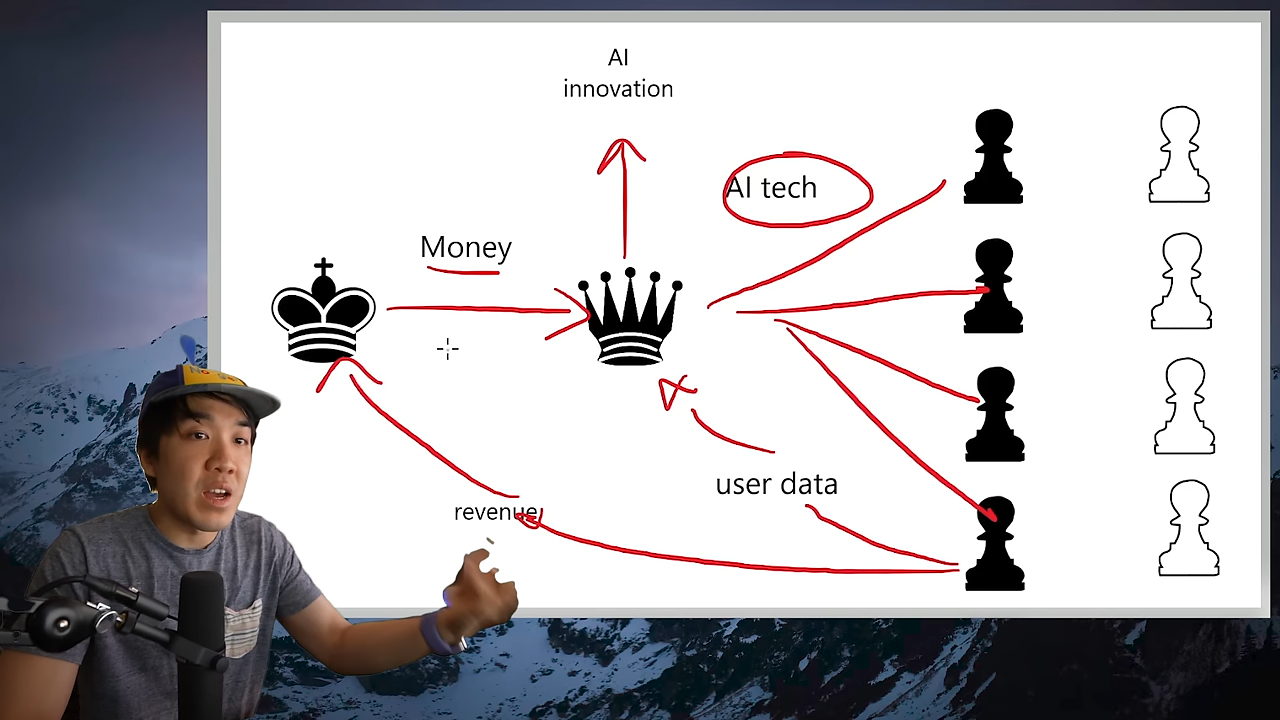 AI
innovation
AI tech
Money
user data
revenue